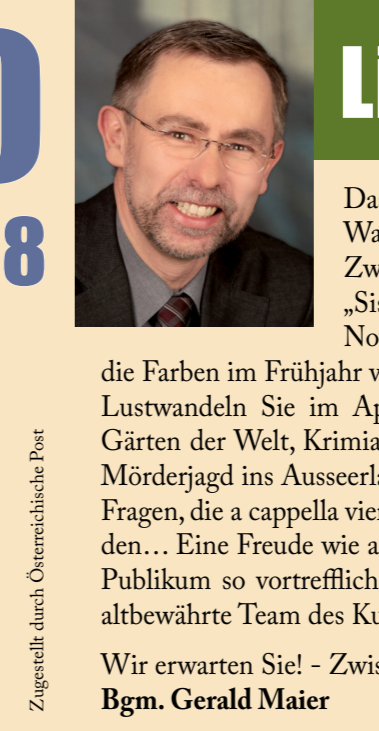 8
Zugestellt durch Österreichische Post
Li
Da
Wa
Zw
„Sis
No
die Farben im Frühjahr v
Lustwandeln Sie im Ap
Gärten der Welt, Krimia
Mörderjagd ins Ausseerla
Fragen, die a cappella vier
den… Eine Freude wie a
Publikum so vortrefflich
altbewährte Team des Ku
Wir erwarten Sie! - Zwis
Bgm. Gerald Maier